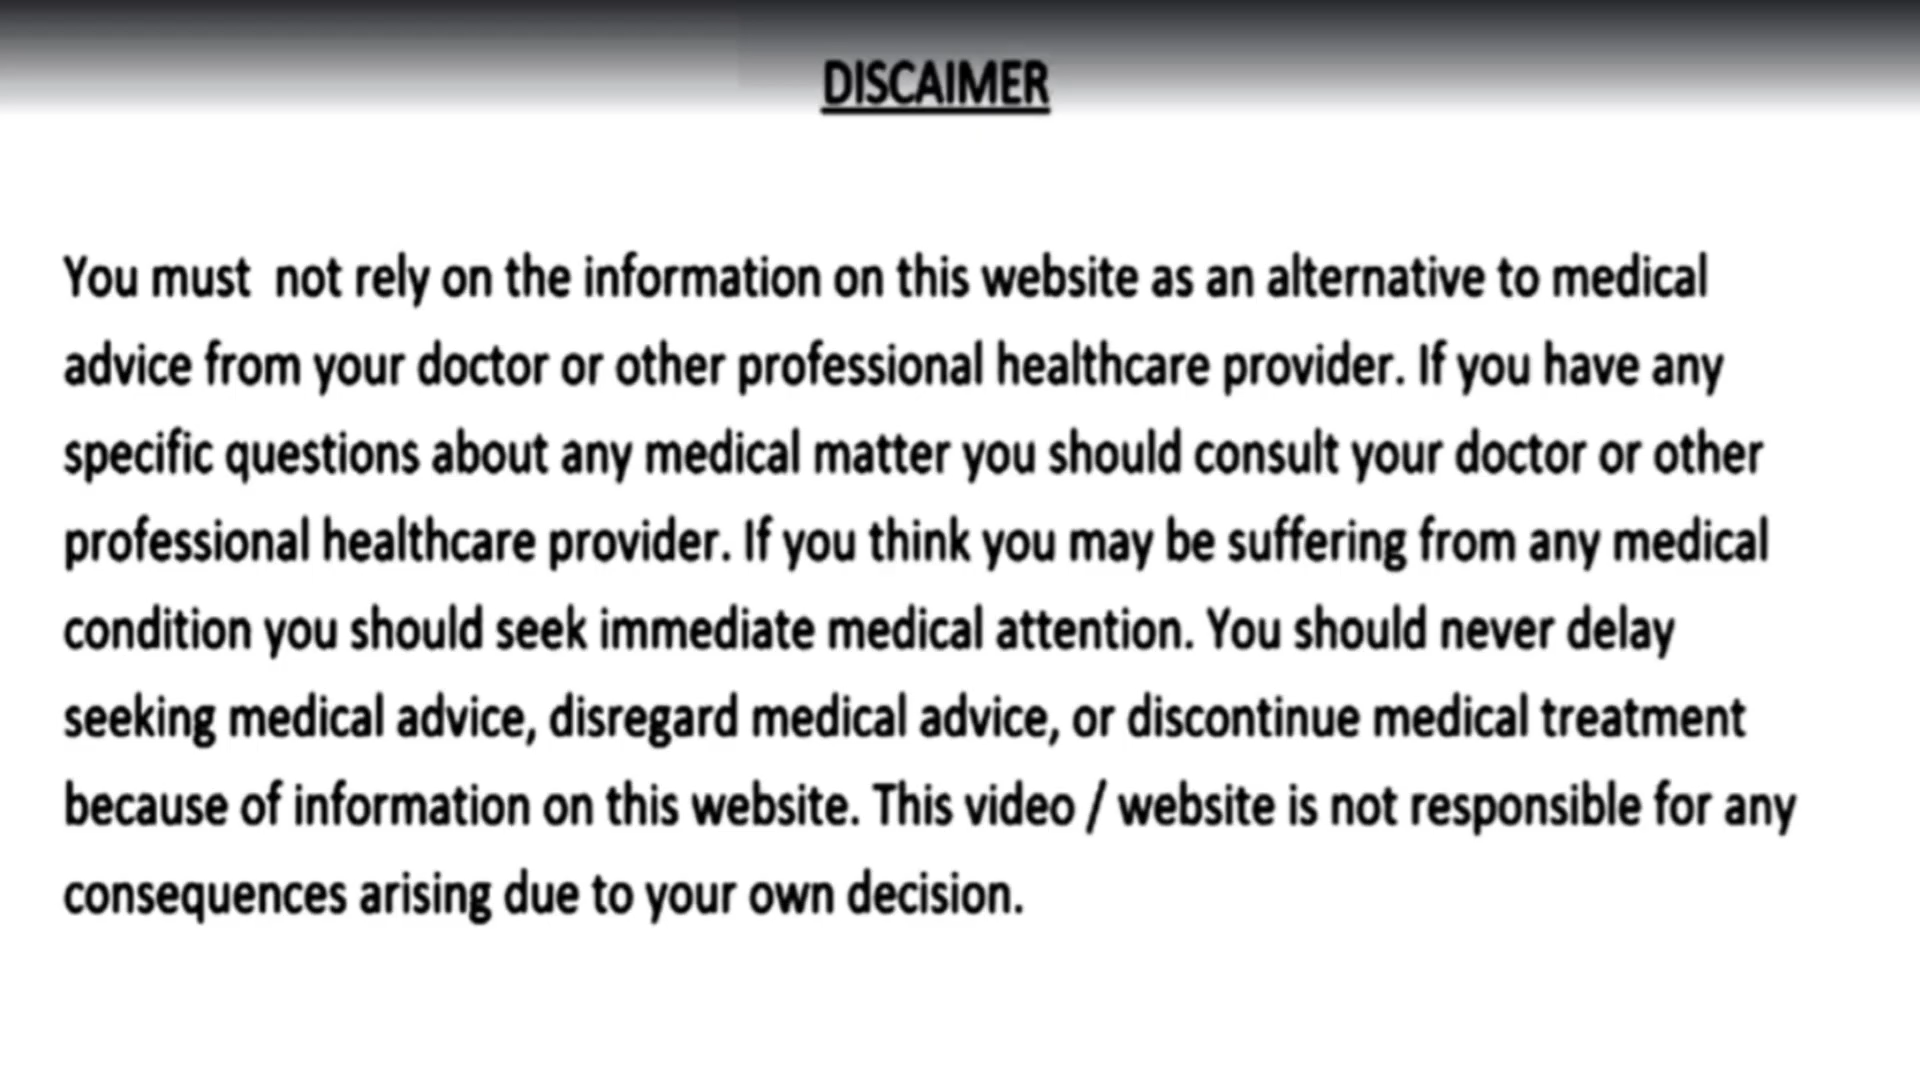 DISCAIMER
You must  not rely on the information on this website as an alternative to medical
advice from your doctor or other professional healthcare provider. If you have any
specific questions about any medical matter you should consult your doctor or other
professional healthcare provider. If you think you may be suffering from any medical
condition you should seek immediate medical attention. You should never delay
seeking medical advice, disregard medical advice, or discontinue medical treatment
because of information on this website. This video / website is not responsible for any
consequences arising due to your own decision.